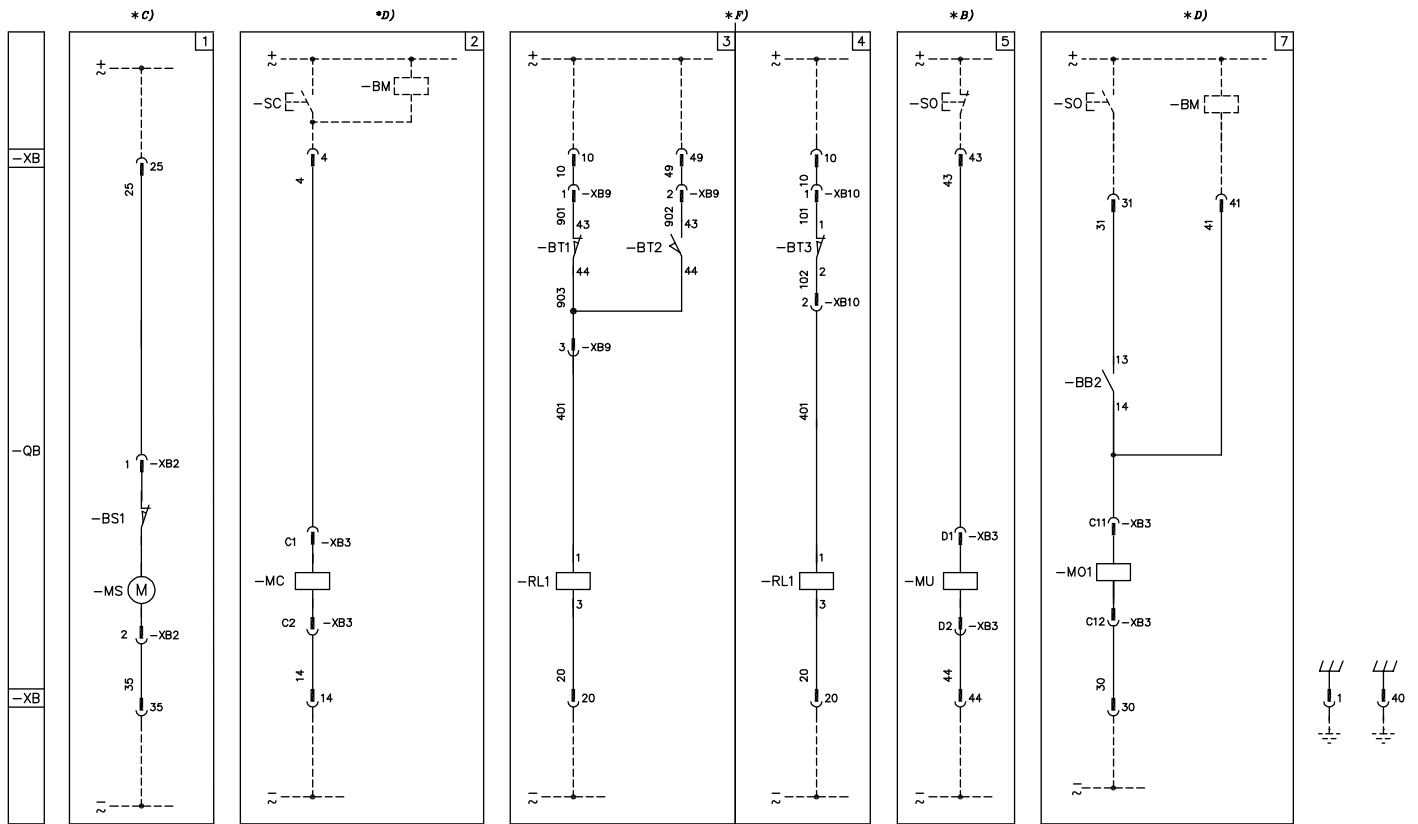 *C)
*D)
*F)
*B)
*D)
1
2
3
4
5
7
-XB
-QB
-XB
+
~
25
25
1
-XB2
-BS1
-MS
M
2
-XB2
35
35
-
~
+
~
-SC
-BM
4
4
C1
-XB3
-MC
C2
-XB3
14
14
-
~
+
~
10
10
1
-XB9
901
43
-BT1
44
903
3
-XB9
401
1
-RL1
3
20
20
-
~
49
49
2
-XB9
902
43
-BT2
44
10
10
1
-XB10
101
1
-BT3
2
102
2
-XB10
401
1
-RL1
3
20
20
-
~
+
~
-SO
43
43
D1
-XB3
-MU
D2
-XB3
44
44
-
~
+
~
-SO
-BM
31
31
41
41
13
-BB2
14
C11
-XB3
-MO1
C12
-XB3
30
30
-
~
1
40